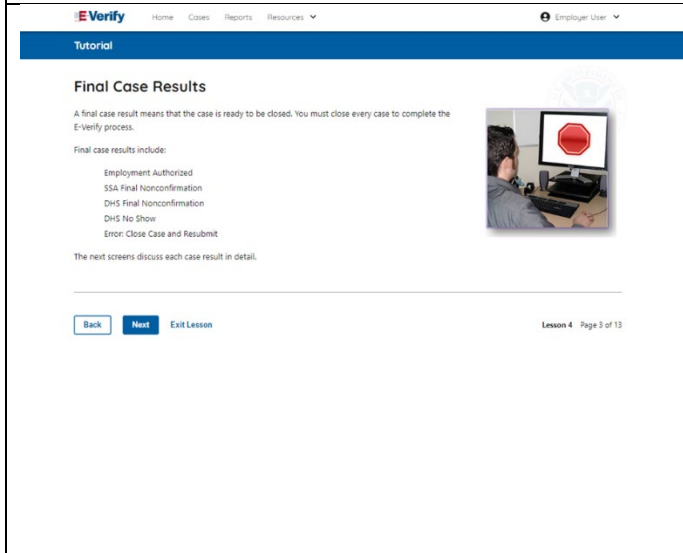 E-Verify
Home Cases Reports Resources
Employer User
Tutorial
Final Case Results
A final case result means that the case is ready to be closed. You must close every case to complete the
E-Verify process.
Final case results include:
Employment Authorized
SSA Final Nonconfirmation
DHS Final Nonconfirmation
DHS No Show
Error: Close Case and Resubmit
The next screens discuss each case result in detail.
Back Next Exit Lesson
Lesson 4 Page 3 of 13